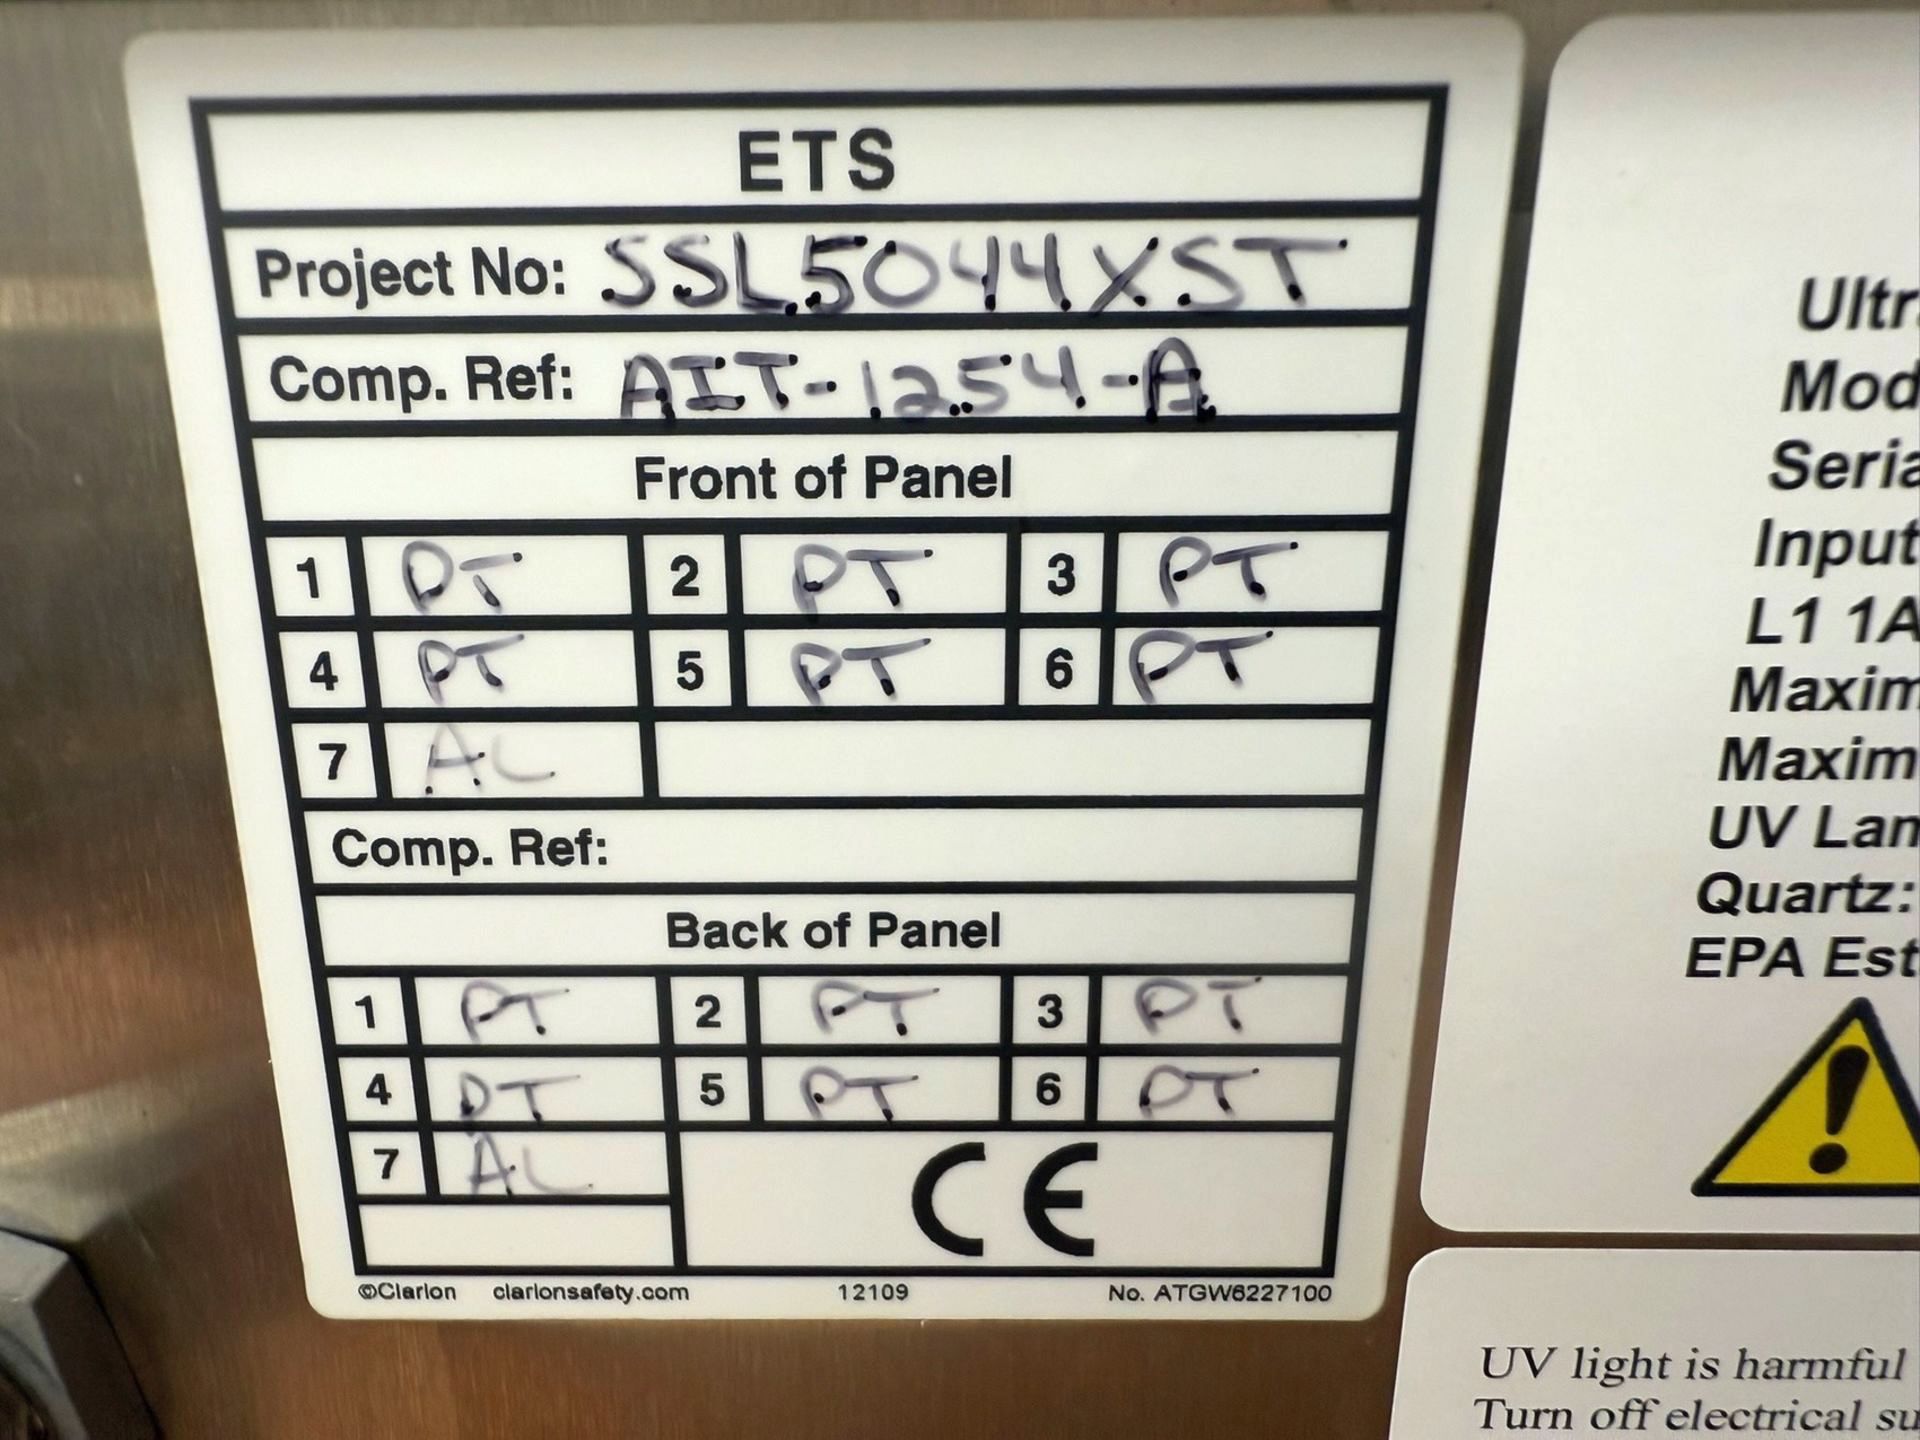 ETS
Project No: SSL5044XST
Comp. Ref: AIT-1254-A
Front of Panel
1 PT 2 PT 3 PT
4 PT 5 PT 6 PT
7 AL
Comp. Ref:
Back of Panel
1 PT 2 PT 3 PT
4 PT 5 PT 6 PT
7 AL CE
©Clarion clarionsafety.com 12109 No. ATGW6227100
Ultr
Mod
Seria
Input
L1 1A
Maxim
Maxim
UV Lan
Quartz:
EPA Est
UV light is harmful
Turn off electrical su